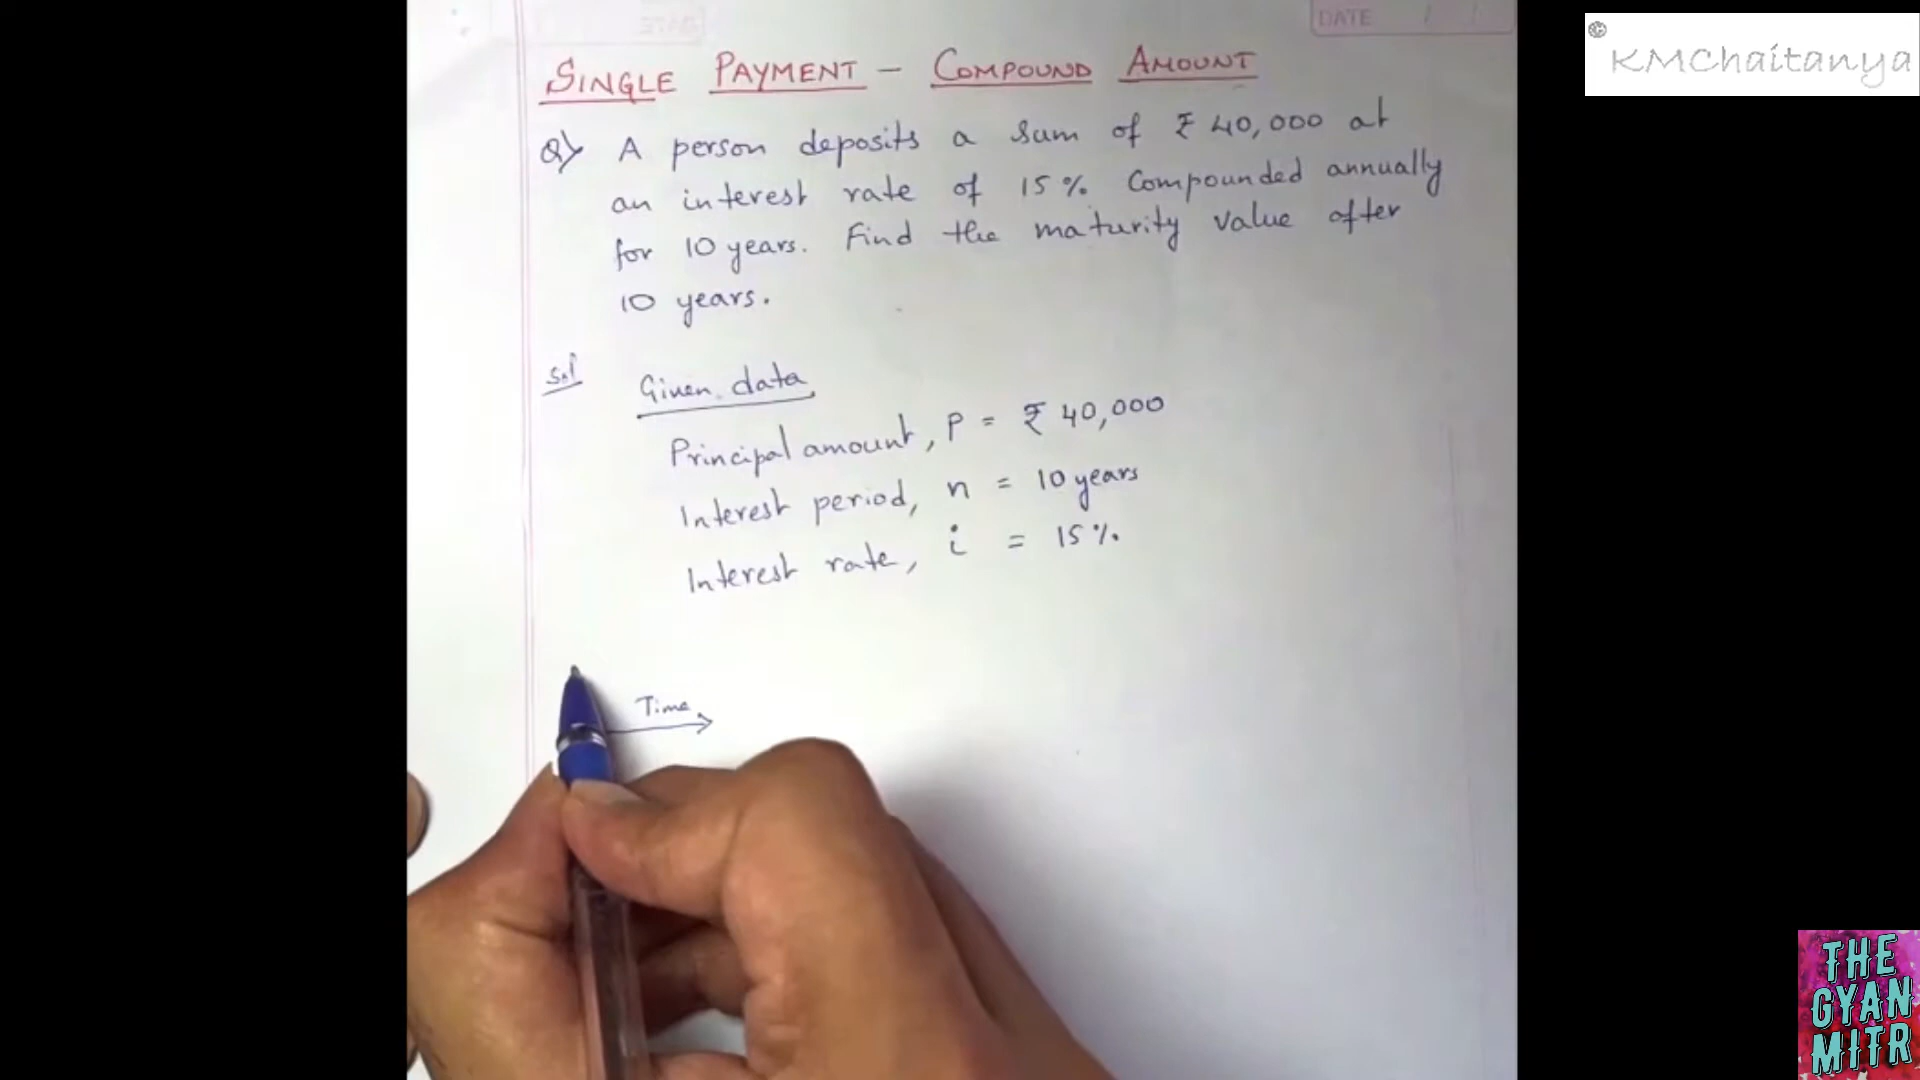 DATE / /
SINGLE PAYMENT - COMPOUND AMOUNT
Q) A person deposits a sum of ₹ 40,000 at
an interest rate of 15% Compounded annually
for 10 years. Find the maturity value after
10 years.
Sol
Given data
Principal amount, P = ₹ 40,000
Interest period, n = 10 years
Interest rate, i = 15%
Time
© KMChaitanya
THE
GYAN
MITR